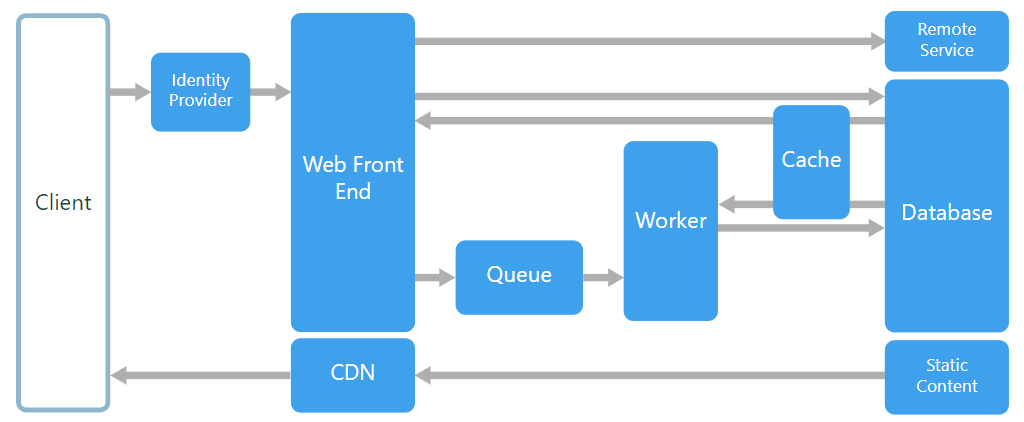 Client
Identity
Provider
Web Front
End
Remote
Service
Cache
Database
Worker
Queue
CDN
Static
Content